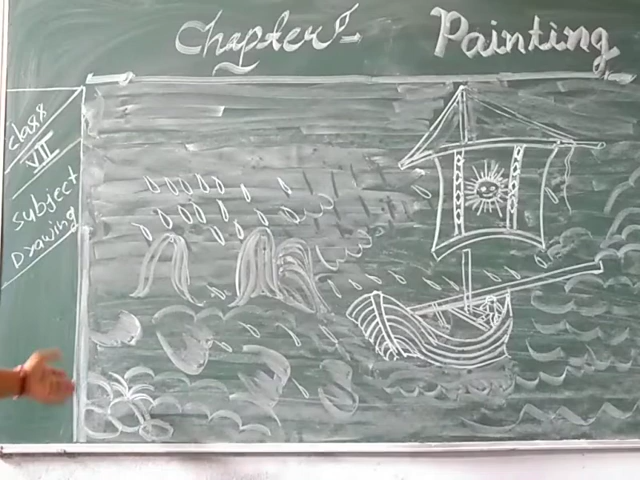 Chapter:- Painting
Class
VII
Subject
Drawing